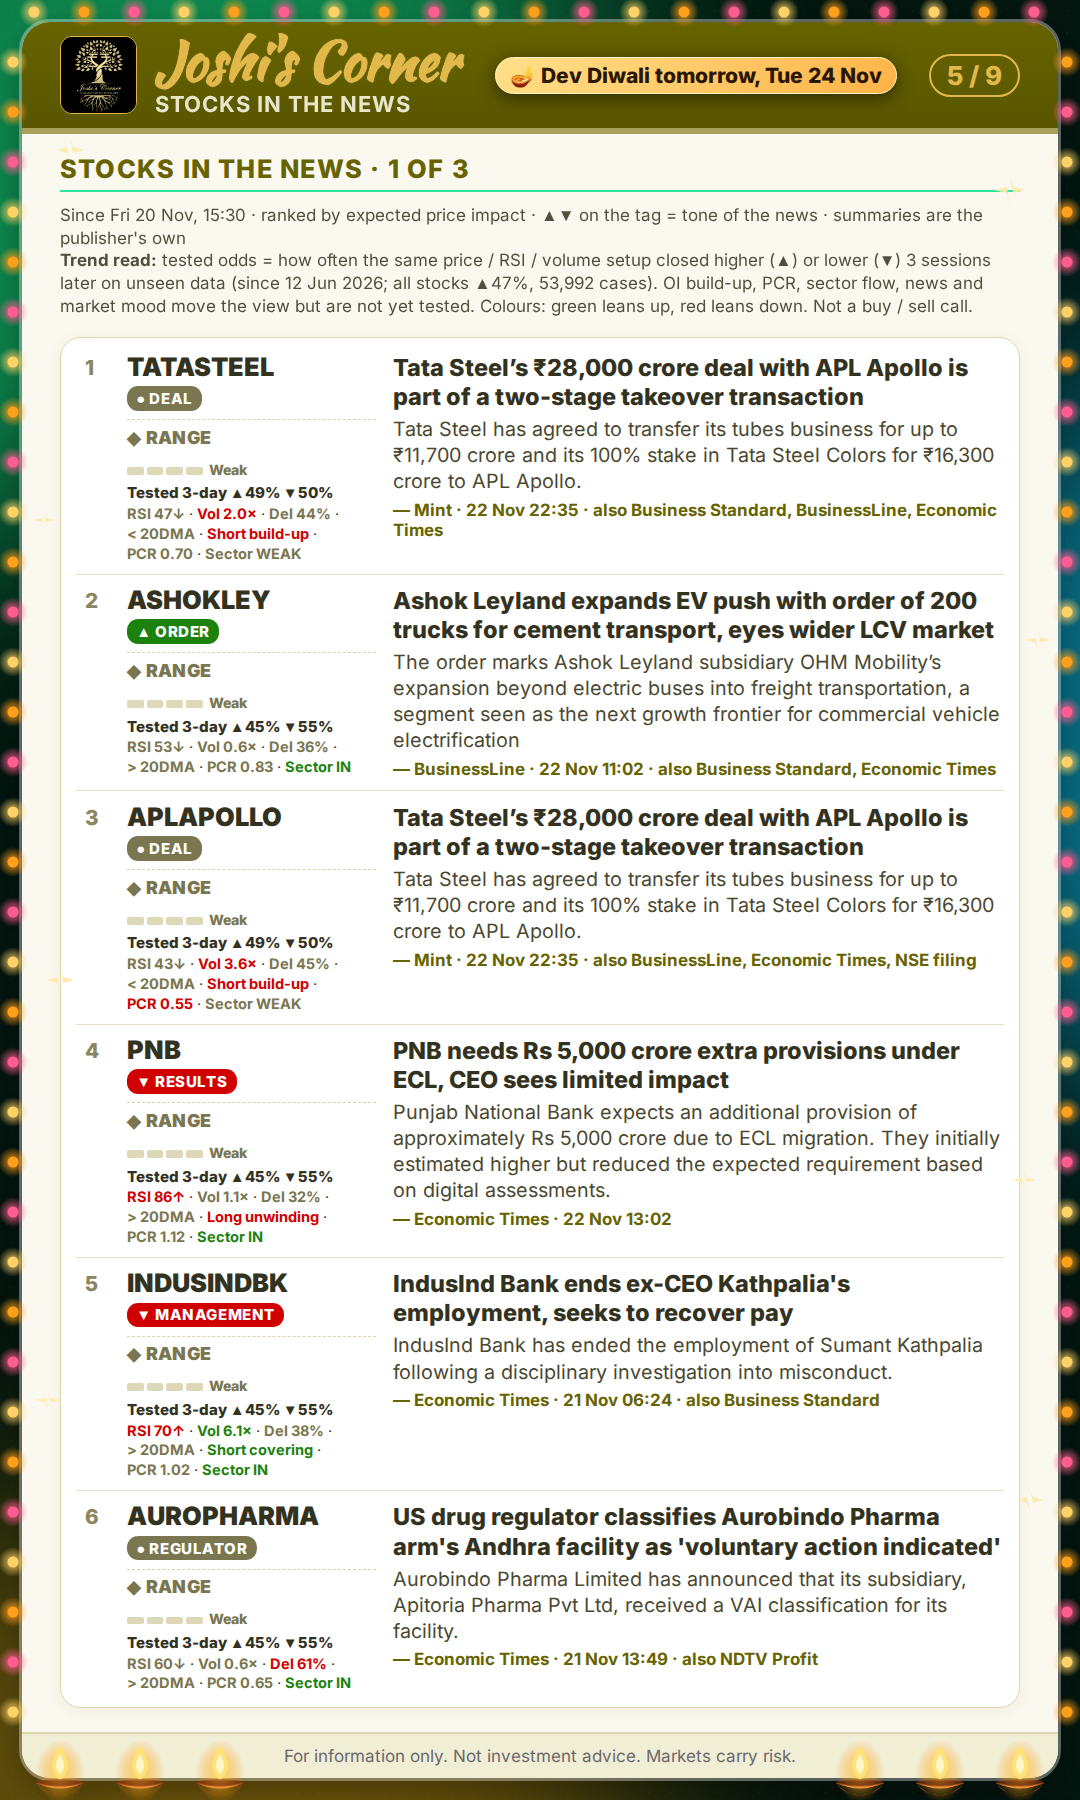 Joshi's Corner
STOCKS IN THE NEWS
🪔 Dev Diwali tomorrow, Tue 24 Nov
5 / 9
STOCKS IN THE NEWS · 1 OF 3
Since Fri 20 Nov, 15:30 · ranked by expected price impact · ▲▼ on the tag = tone of the news · summaries are the
publisher's own
Trend read: tested odds = how often the same price / RSI / volume setup closed higher (▲) or lower (▼) 3 sessions
later on unseen data (since 12 Jun 2026; all stocks ▲47%, 53,992 cases). OI build-up, PCR, sector flow, news and
market mood move the view but are not yet tested. Colours: green leans up, red leans down. Not a buy / sell call.
1
TATASTEEL
● DEAL
◆ RANGE
Weak
Tested 3-day ▲49% ▼50%
RSI 47↓ · Vol 2.0× · Del 44% ·
< 20DMA · Short build-up ·
PCR 0.70 · Sector WEAK
Tata Steel’s ₹28,000 crore deal with APL Apollo is
part of a two-stage takeover transaction
Tata Steel has agreed to transfer its tubes business for up to
₹11,700 crore and its 100% stake in Tata Steel Colors for ₹16,300
crore to APL Apollo.
— Mint · 22 Nov 22:35 · also Business Standard, BusinessLine, Economic
Times
2
ASHOKLEY
▲ ORDER
◆ RANGE
Weak
Tested 3-day ▲45% ▼55%
RSI 53↓ · Vol 0.6× · Del 36% ·
> 20DMA · PCR 0.83 · Sector IN
Ashok Leyland expands EV push with order of 200
trucks for cement transport, eyes wider LCV market
The order marks Ashok Leyland subsidiary OHM Mobility’s
expansion beyond electric buses into freight transportation, a
segment seen as the next growth frontier for commercial vehicle
electrification
— BusinessLine · 22 Nov 11:02 · also Business Standard, Economic Times
3
APLAPOLLO
● DEAL
◆ RANGE
Weak
Tested 3-day ▲49% ▼50%
RSI 43↓ · Vol 3.6× · Del 45% ·
< 20DMA · Short build-up ·
PCR 0.55 · Sector WEAK
Tata Steel’s ₹28,000 crore deal with APL Apollo is
part of a two-stage takeover transaction
Tata Steel has agreed to transfer its tubes business for up to
₹11,700 crore and its 100% stake in Tata Steel Colors for ₹16,300
crore to APL Apollo.
— Mint · 22 Nov 22:35 · also BusinessLine, Economic Times, NSE filing
4
PNB
▼ RESULTS
◆ RANGE
Weak
Tested 3-day ▲45% ▼55%
RSI 86↑ · Vol 1.1× · Del 32% ·
> 20DMA · Long unwinding ·
PCR 1.12 · Sector IN
PNB needs Rs 5,000 crore extra provisions under
ECL, CEO sees limited impact
Punjab National Bank expects an additional provision of
approximately Rs 5,000 crore due to ECL migration. They initially
estimated higher but reduced the expected requirement based
on digital assessments.
— Economic Times · 22 Nov 13:02
5
INDUSINDBK
▼ MANAGEMENT
◆ RANGE
Weak
Tested 3-day ▲45% ▼55%
RSI 70↑ · Vol 6.1× · Del 38% ·
> 20DMA · Short covering ·
PCR 1.02 · Sector IN
IndusInd Bank ends ex-CEO Kathpalia's
employment, seeks to recover pay
IndusInd Bank has ended the employment of Sumant Kathpalia
following a disciplinary investigation into misconduct.
— Economic Times · 21 Nov 06:24 · also Business Standard
6
AUROPHARMA
● REGULATOR
◆ RANGE
Weak
Tested 3-day ▲45% ▼55%
RSI 60↓ · Vol 0.6× · Del 61% ·
> 20DMA · PCR 0.65 · Sector IN
US drug regulator classifies Aurobindo Pharma
arm's Andhra facility as 'voluntary action indicated'
Aurobindo Pharma Limited has announced that its subsidiary,
Apitoria Pharma Pvt Ltd, received a VAI classification for its
facility.
— Economic Times · 21 Nov 13:49 · also NDTV Profit
For information only. Not investment advice. Markets carry risk.